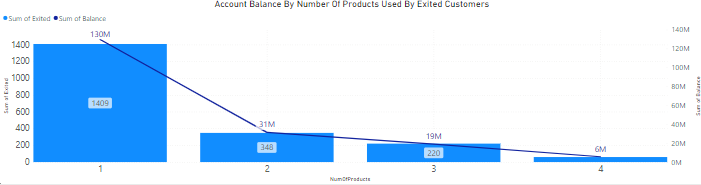 Account Balance By Number Of Products Used By Exited Customers
Sum of Exited Sum of Balance
Sum of Exited
1400
1200
1000
800
600
400
200
0
130M
31M
19M
6M
1409
348
220
140M
120M
100M
80M
60M
40M
20M
0M
Sum of Balance
1 2 3 4
NumOfProducts